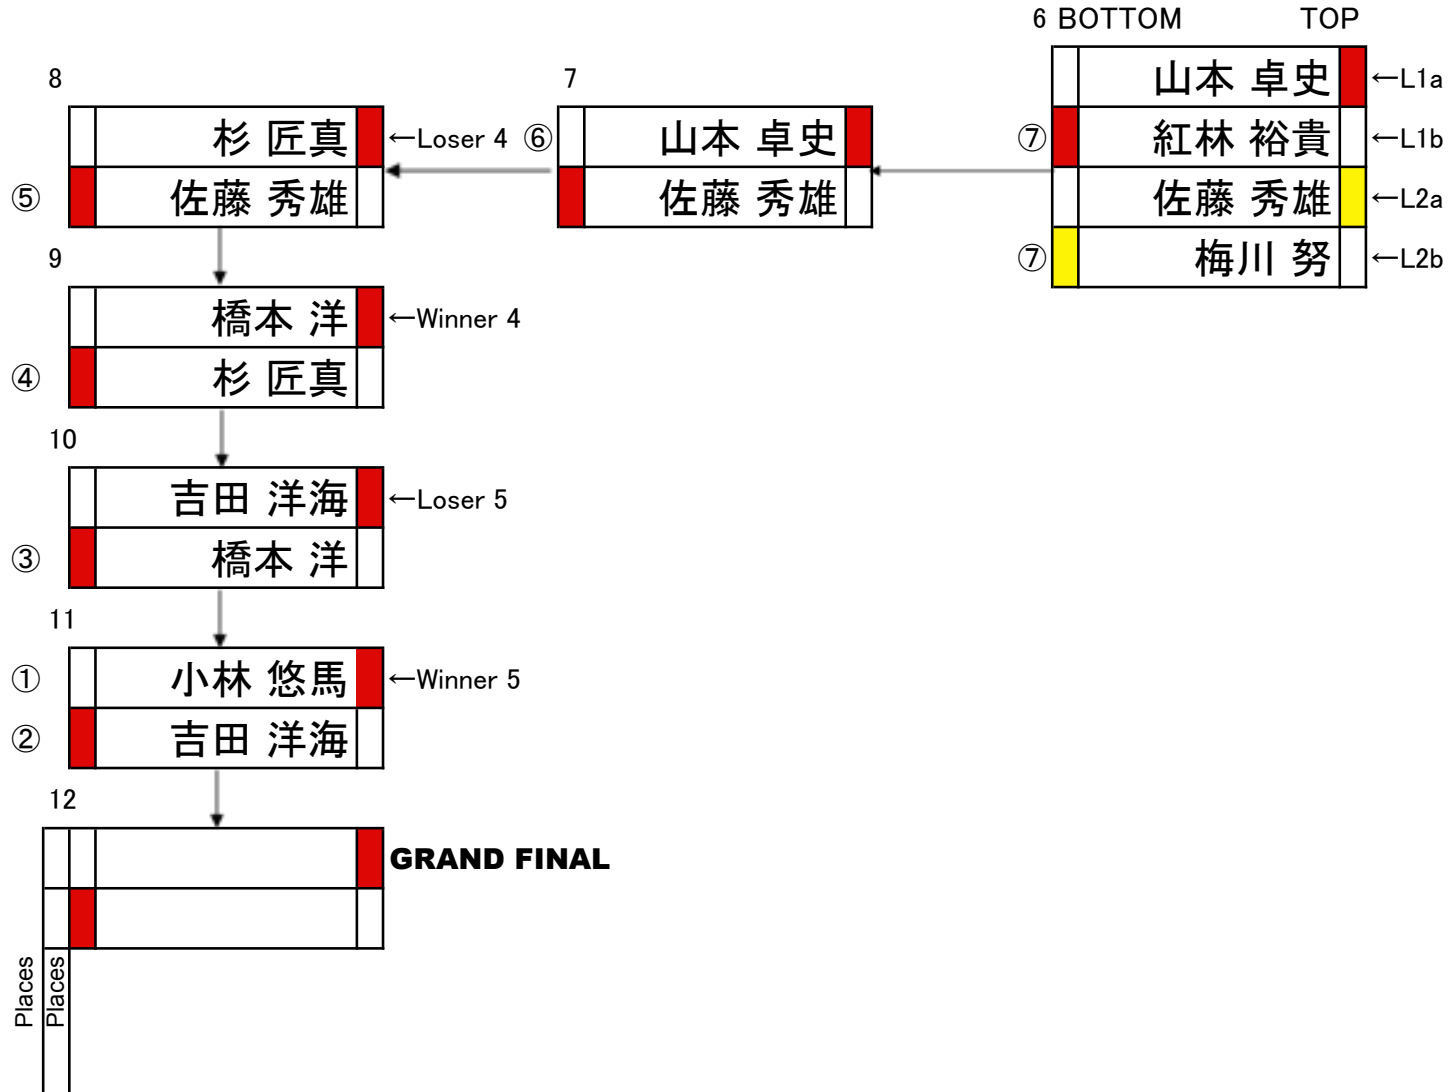 6 BOTTOM TOP
山本 卓史 ←L1a
⑦ 紅林 裕貴 ←L1b
佐藤 秀雄 ←L2a
⑦ 梅川 努 ←L2b
7
⑥ 山本 卓史
佐藤 秀雄
8
杉 匠真 ←Loser 4
⑤ 佐藤 秀雄
9
橋本 洋 ←Winner 4
④ 杉 匠真
10
吉田 洋海 ←Loser 5
③ 橋本 洋
11
① 小林 悠馬 ←Winner 5
② 吉田 洋海
12
GRAND FINAL
Places
Places